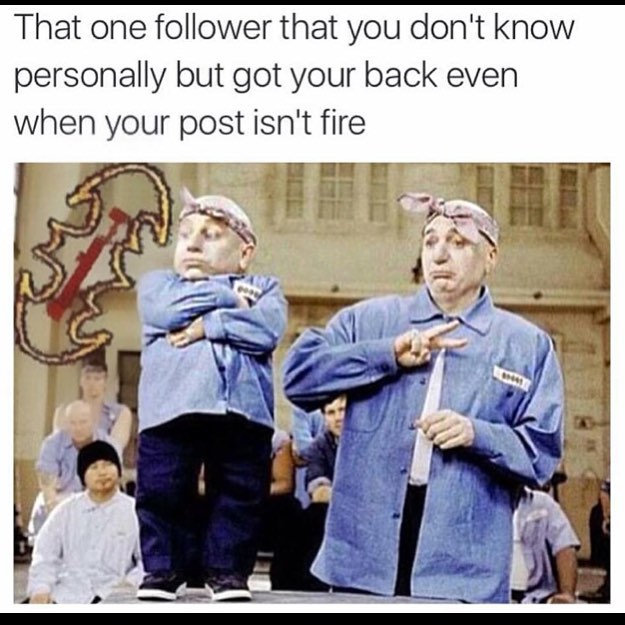 That one follower that you don't know
personally but got your back even
when your post isn't fire